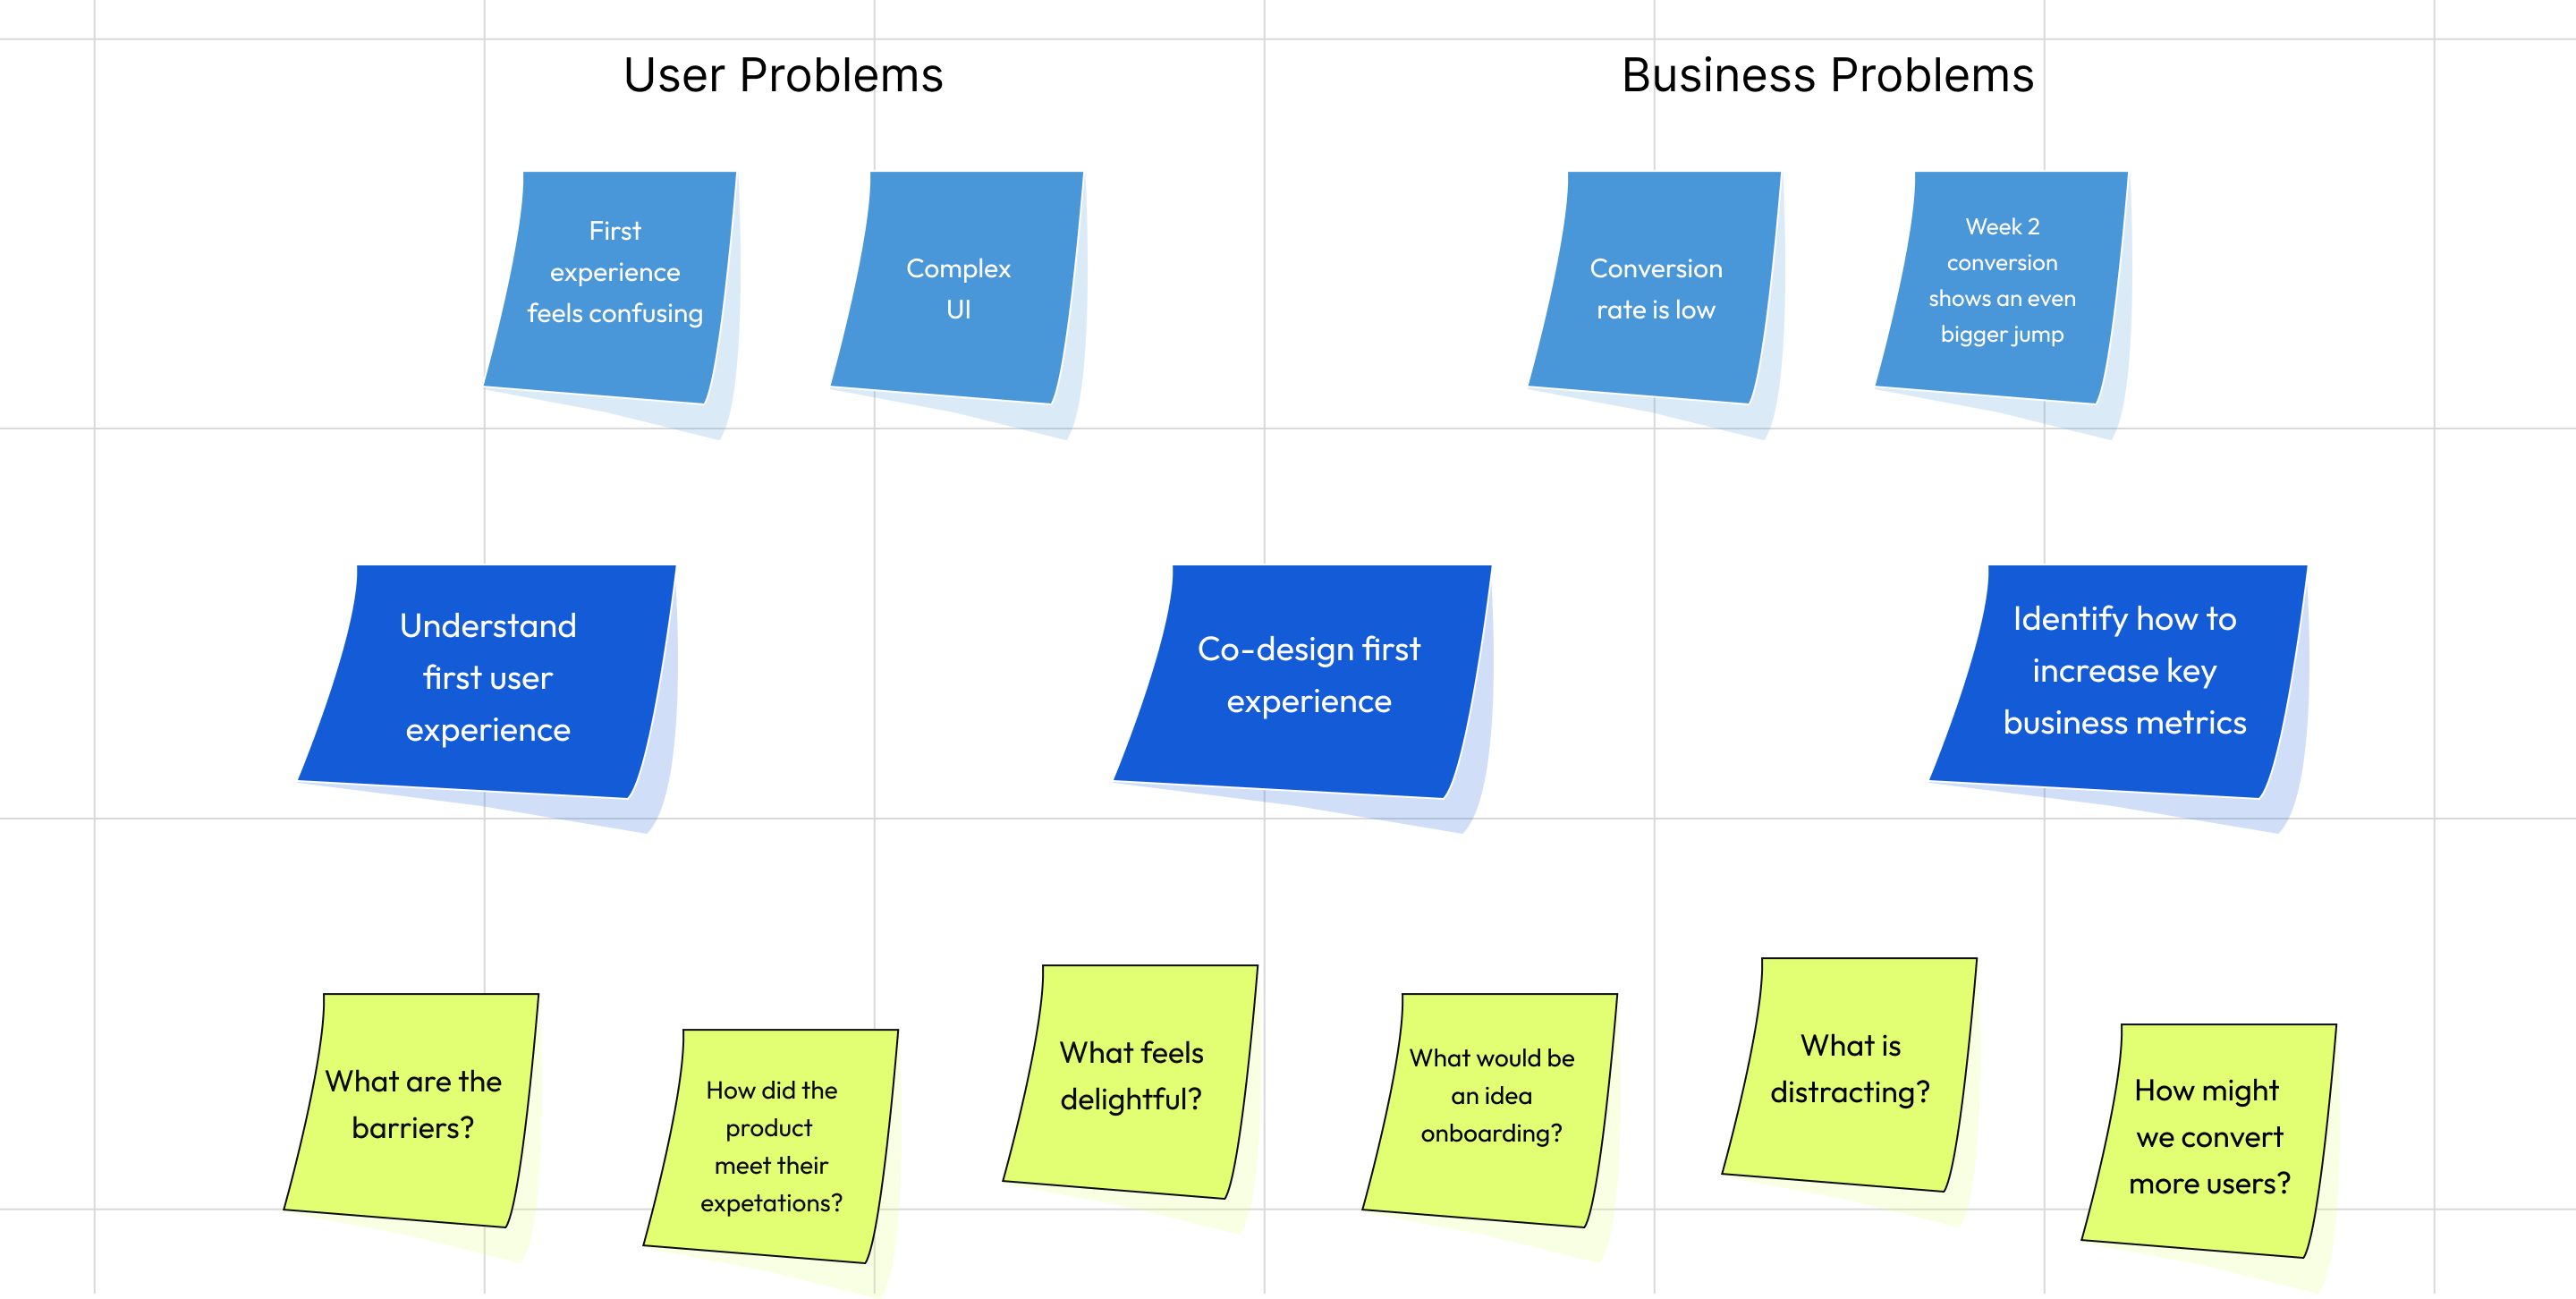 User Problems
Business Problems
First
experience
feels confusing
Complex
UI
Conversion
rate is low
Week 2
conversion
shows an even
bigger jump
Understand
first user
experience
Co-design first
experience
Identify how to
increase key
business metrics
What are the
barriers?
How did the
product
meet their
expetations?
What feels
delightful?
What would be
an idea
onboarding?
What is
distracting?
How might
we convert
more users?